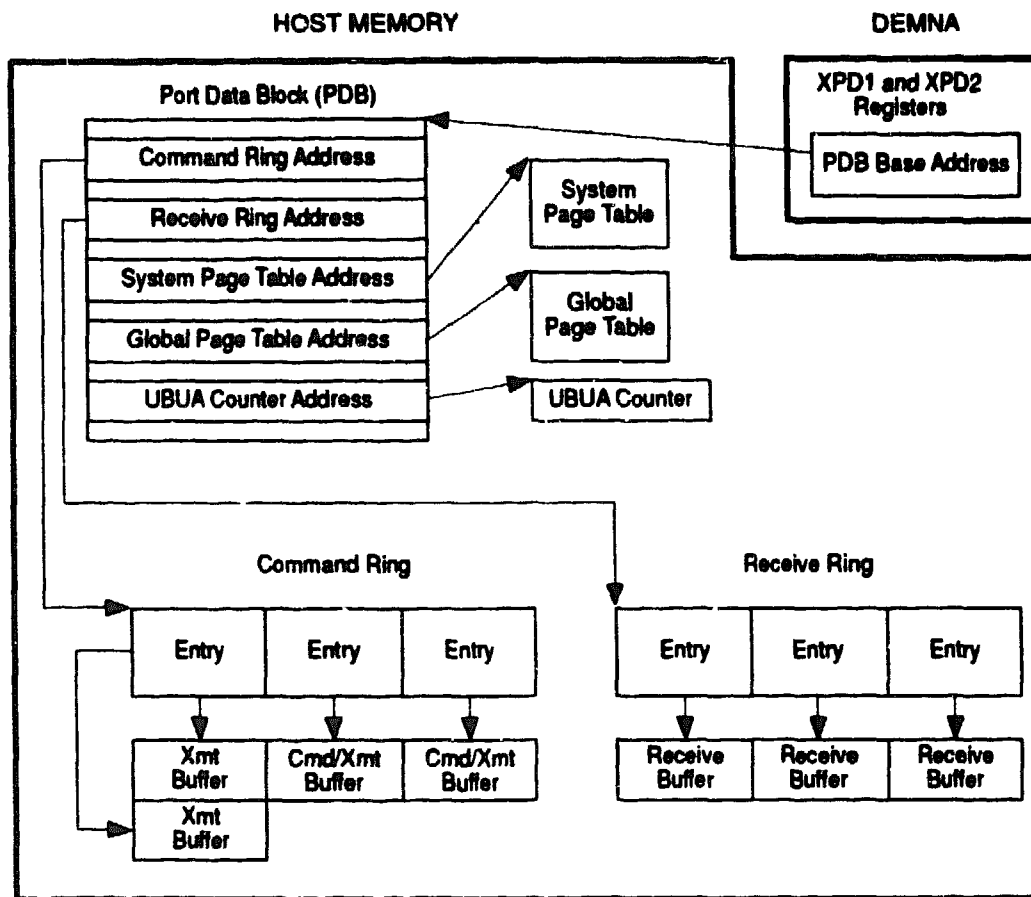 HOST MEMORY
DEMNA
XPD1 and XPD2
Registers
PDB Base Address
Port Data Block (PDB)
Command Ring Address
Receive Ring Address
System Page Table Address
Global Page Table Address
UBUA Counter Address
System
Page Table
Global
Page Table
UBUA Counter
Command Ring
Receive Ring
Entry
Entry
Entry
Entry
Entry
Entry
Xmt
Buffer
Cmd/Xmt
Buffer
Cmd/Xmt
Buffer
Receive
Buffer
Receive
Buffer
Receive
Buffer
Xmt
Buffer